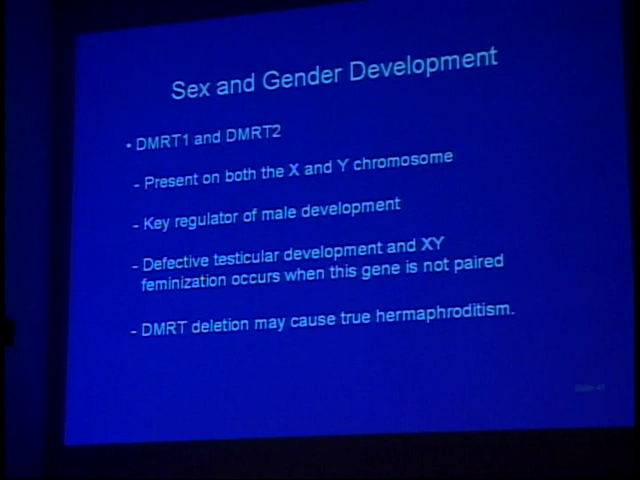 Sex and Gender Development
• DMRT1 and DMRT2
- Present on both the X and Y chromosome
- Key regulator of male development
- Defective testicular development and XY
feminization occurs when this gene is not paired
- DMRT deletion may cause true hermaphroditism.